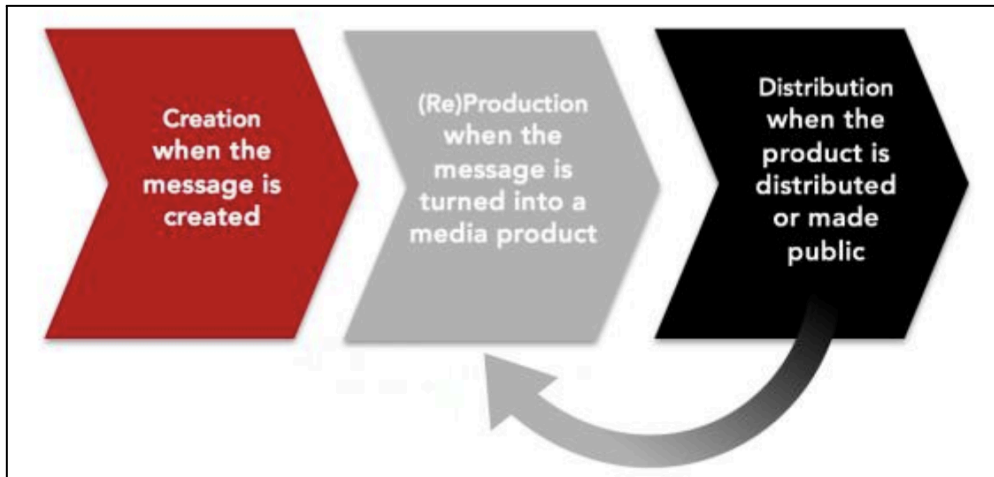 Creation
when the
message is
created
(Re)Production
when the
message is
turned into a
media product
Distribution
when the
product is
distributed
or made
public